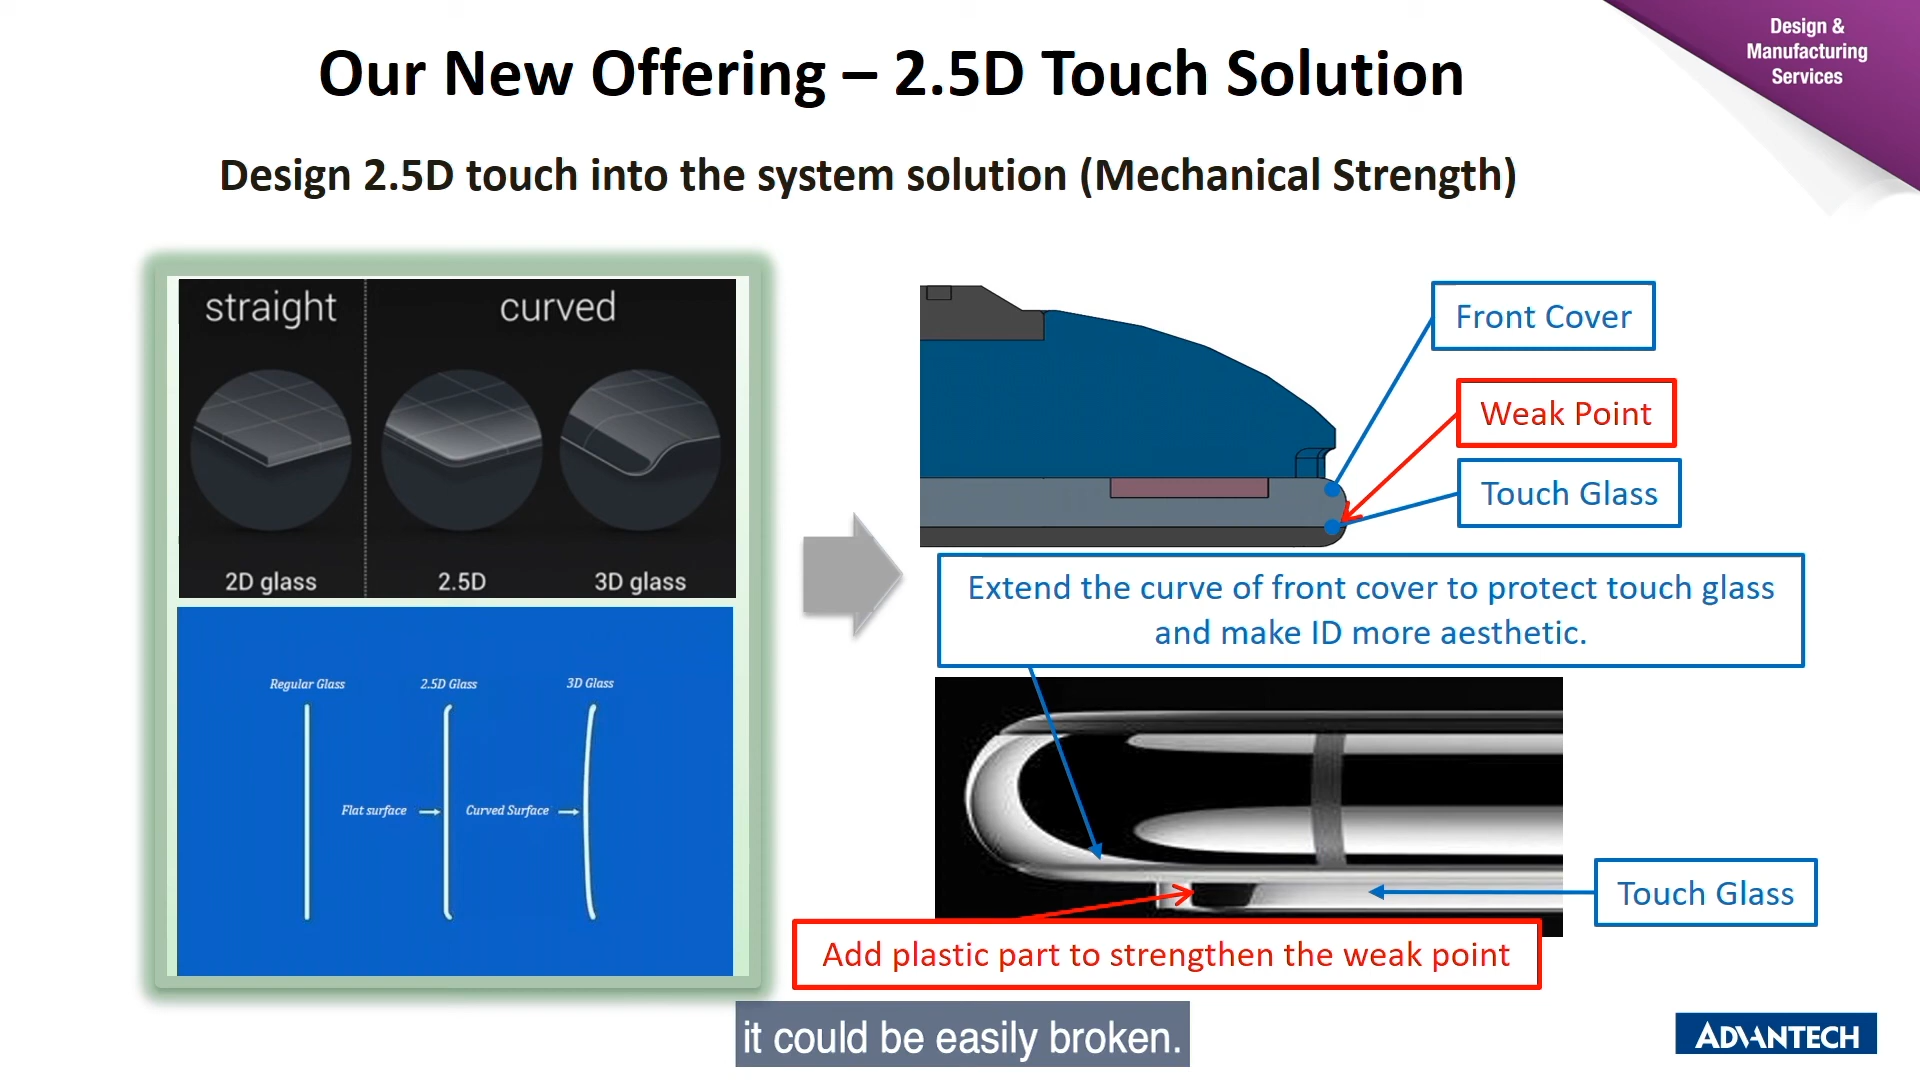 Design &
Manufacturing
Services
Our New Offering – 2.5D Touch Solution
Design 2.5D touch into the system solution (Mechanical Strength)
straight
curved
2D glass
2.5D
3D glass
Regular Glass
2.5D Glass
3D Glass
Flat surface
Curved Surface
Front Cover
Weak Point
Touch Glass
Extend the curve of front cover to protect touch glass
and make ID more aesthetic.
Touch Glass
Add plastic part to strengthen the weak point
it could be easily broken.
ADVANTECH